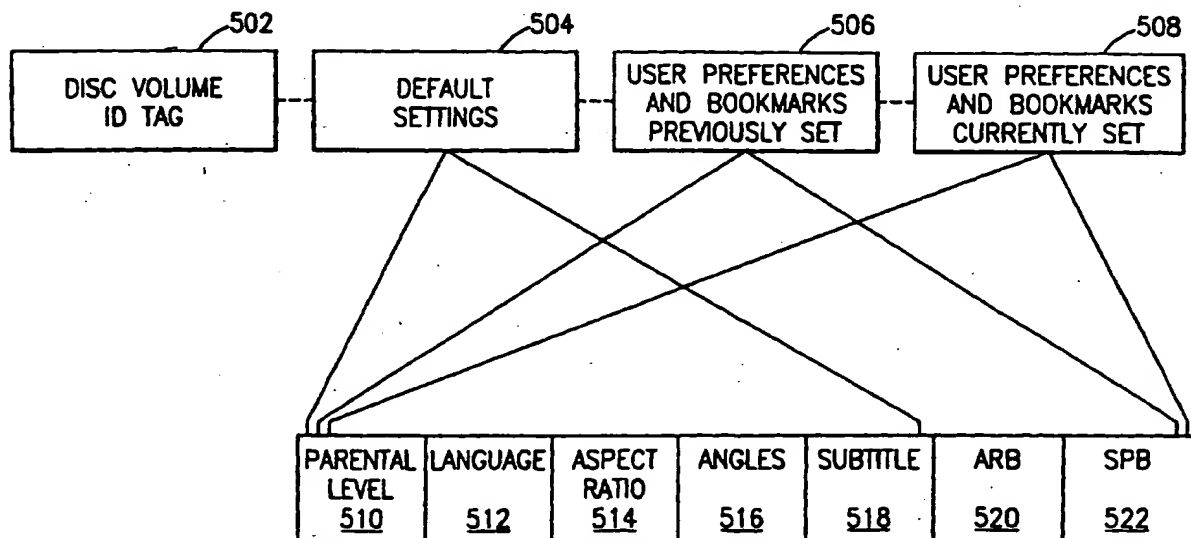 502
504
506
508
DISC VOLUME
ID TAG
DEFAULT
SETTINGS
USER PREFERENCES
AND BOOKMARKS
PREVIOUSLY SET
USER PREFERENCES
AND BOOKMARKS
CURRENTLY SET
PARENTAL
LEVEL
510
LANGUAGE
512
ASPECT
RATIO
514
ANGLES
516
SUBTITLE
518
ARB
520
SPB
522